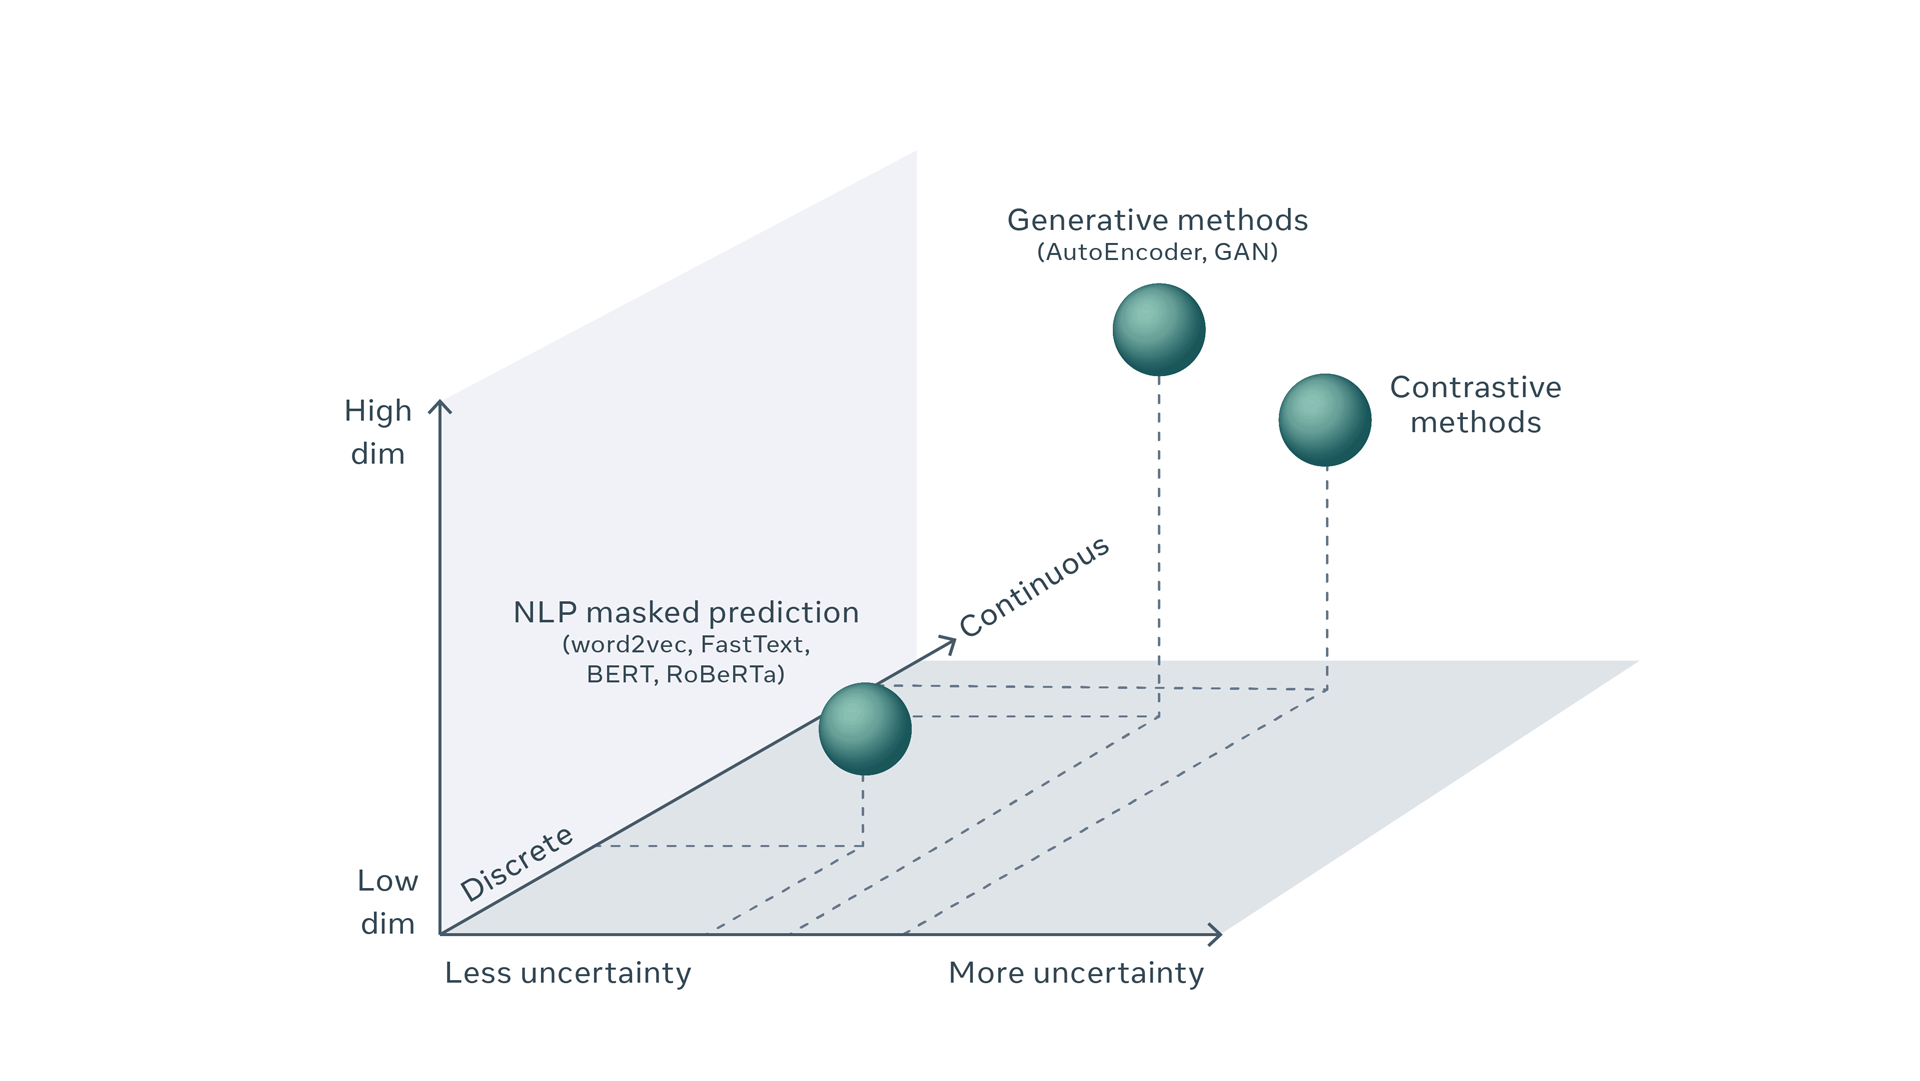 Generative methods
(AutoEncoder, GAN)
Contrastive
methods
High
dim
Continuous
NLP masked prediction
(word2vec, FastText,
BERT, RoBeRTa)
Discrete
Low
dim
Less uncertainty
More uncertainty